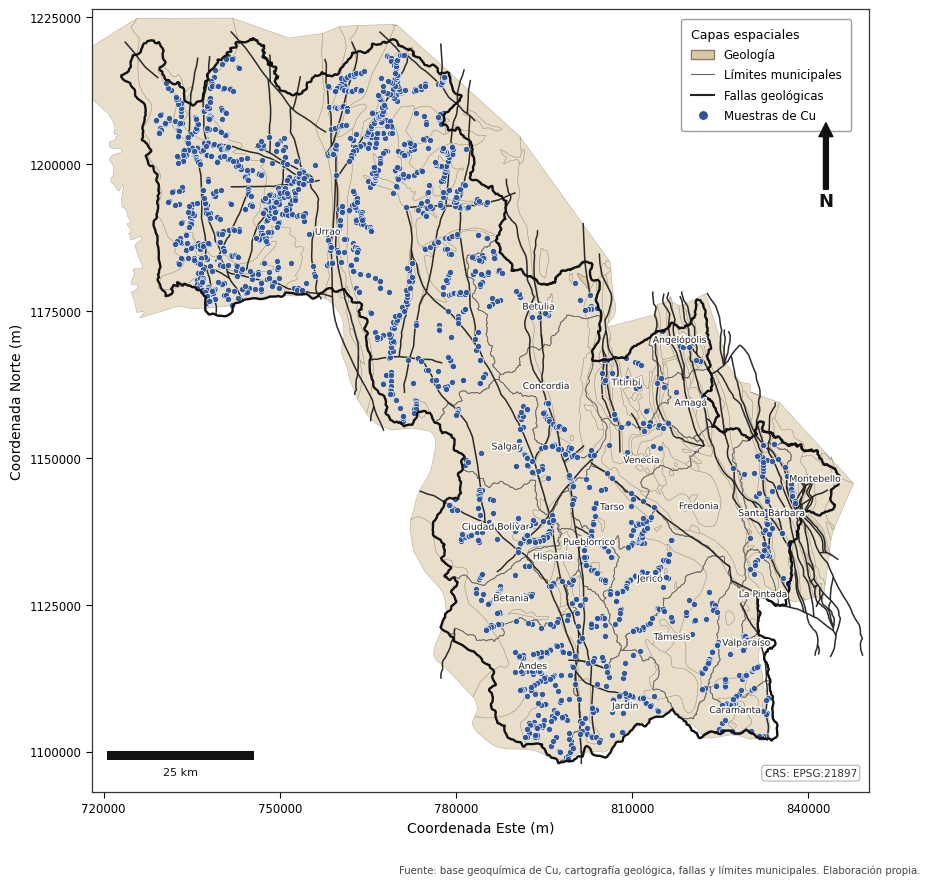 Capas espaciales
Geología
Límites municipales
Fallas geológicas
Muestras de Cu
N
1225000
1200000
1175000
1150000
1125000
1100000
Coordenada Norte (m)
Urrao
Betulia
Angelópolis
Concordia
Titiribí
Amagá
Salgar
Venecia
Montebello
Tarso
Fredonia
Santa Bárbara
Ciudad Bolívar
Pueblorrico
Hispania
Jericó
Betania
La Pintada
Támesis
Valparaíso
Andes
Jardín
Caramanta
25 km
CRS: EPSG:21897
720000
750000
780000
810000
840000
Coordenada Este (m)
Fuente: base geoquímica de Cu, cartografía geológica, fallas y límites municipales. Elaboración propia.